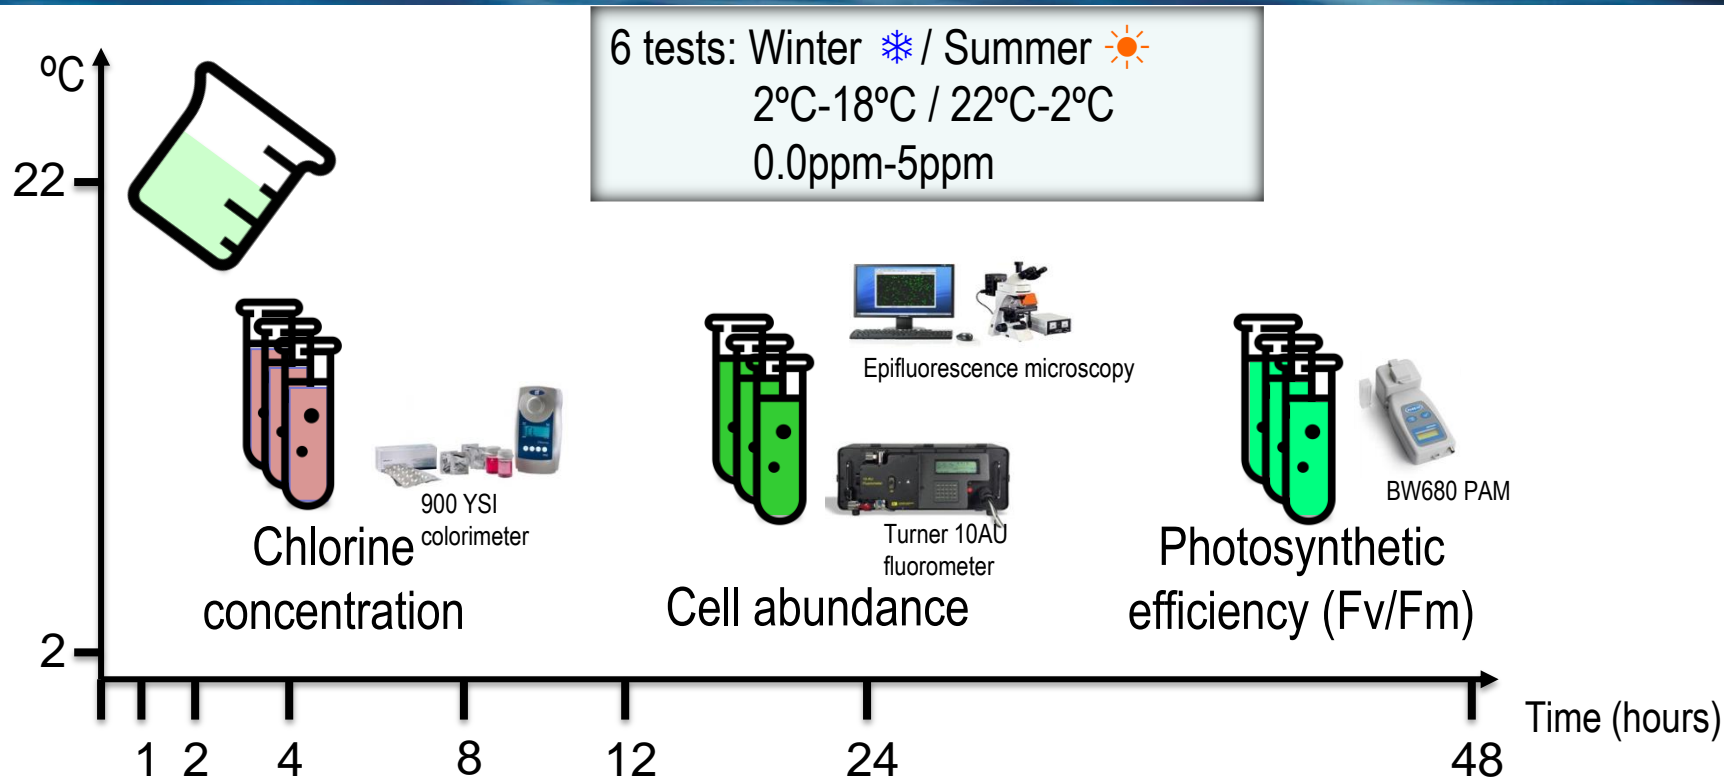 6 tests: Winter / Summer
2ºC-18ºC / 22ºC-2ºC
0.0ppm-5ppm
ºC
22
2
Epifluorescence microscopy
900 YSI
colorimeter
Chlorine
concentration
Turner 10AU
fluorometer
Cell abundance
BW680 PAM
Photosynthetic
efficiency (Fv/Fm)
Time (hours)
1 2 4 8 12 24 48